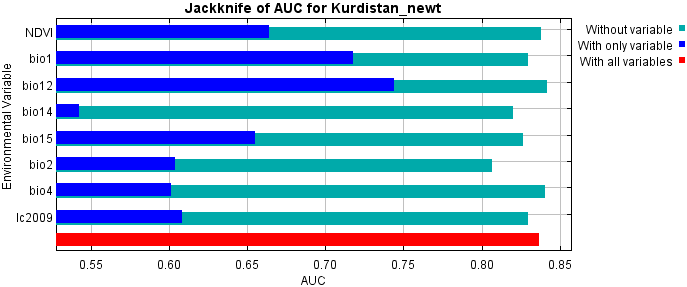 Jackknife of AUC for Kurdistan_newt
Without variable
With only variable
With all variables
Environmental Variable
NDVI
bio1
bio12
bio14
bio15
bio2
bio4
lc2009
0.55 0.60 0.65 0.70 0.75 0.80 0.85
AUC